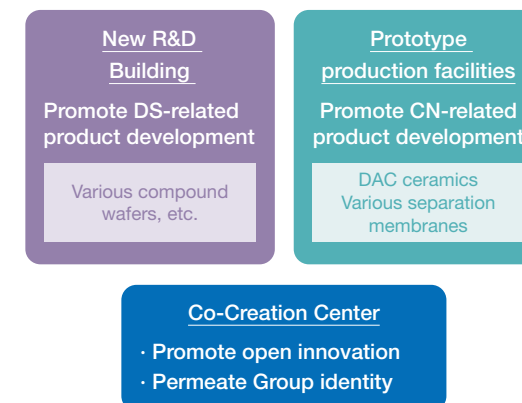 New R&D
Building
Promote DS-related
product development
Various compound
wafers, etc.
Prototype
production facilities
Promote CN-related
product development
DAC ceramics
Various separation
membranes
Co-Creation Center
· Promote open innovation
· Permeate Group identity